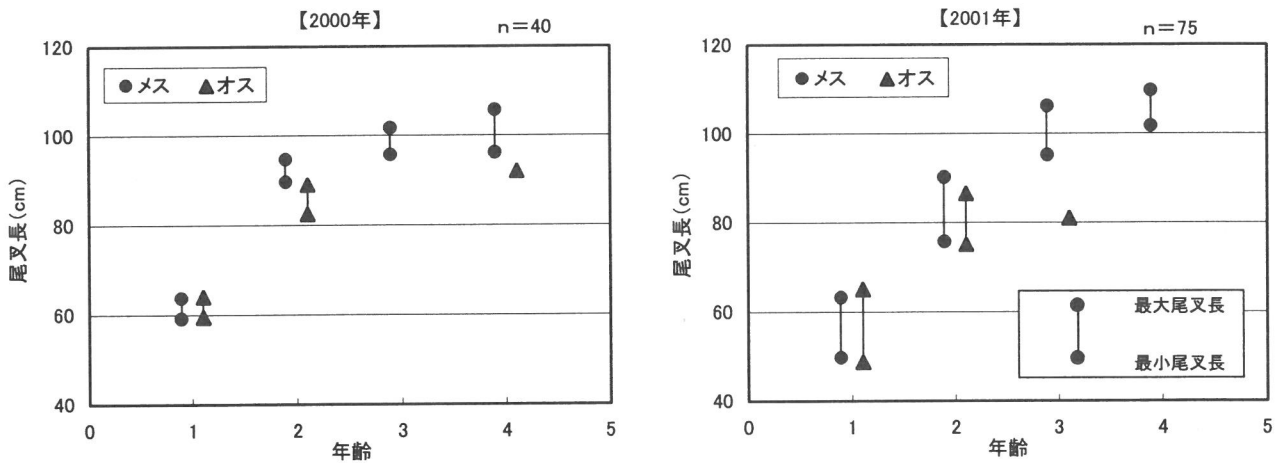 【2000年】
n=40
120
100
80
60
40
尾叉長(cm)
●メス ▲オス
0 1 2 3 4 5
年齢
【2001年】
n=75
120
100
80
60
40
尾叉長(cm)
●メス ▲オス
最大尾叉長
最小尾叉長
0 1 2 3 4 5
年齢